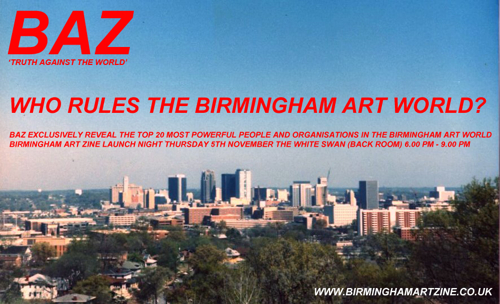 BAZ
'TRUTH AGAINST THE WORLD'
WHO RULES THE BIRMINGHAM ART WORLD?
BAZ EXCLUSIVELY REVEAL THE TOP 20 MOST POWERFUL PEOPLE AND ORGANISATIONS IN THE BIRMINGHAM ART WORLD
BIRMINGHAM ART ZINE LAUNCH NIGHT THURSDAY 5TH NOVEMBER THE WHITE SWAN (BACK ROOM) 6.00 PM - 9.00 PM
WWW.BIRMINGHAMARTZINE.CO.UK